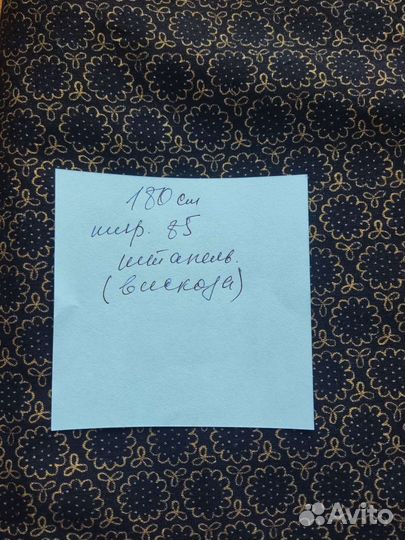 180 см
шир. 85
штапель.
(вискоза)
Avito